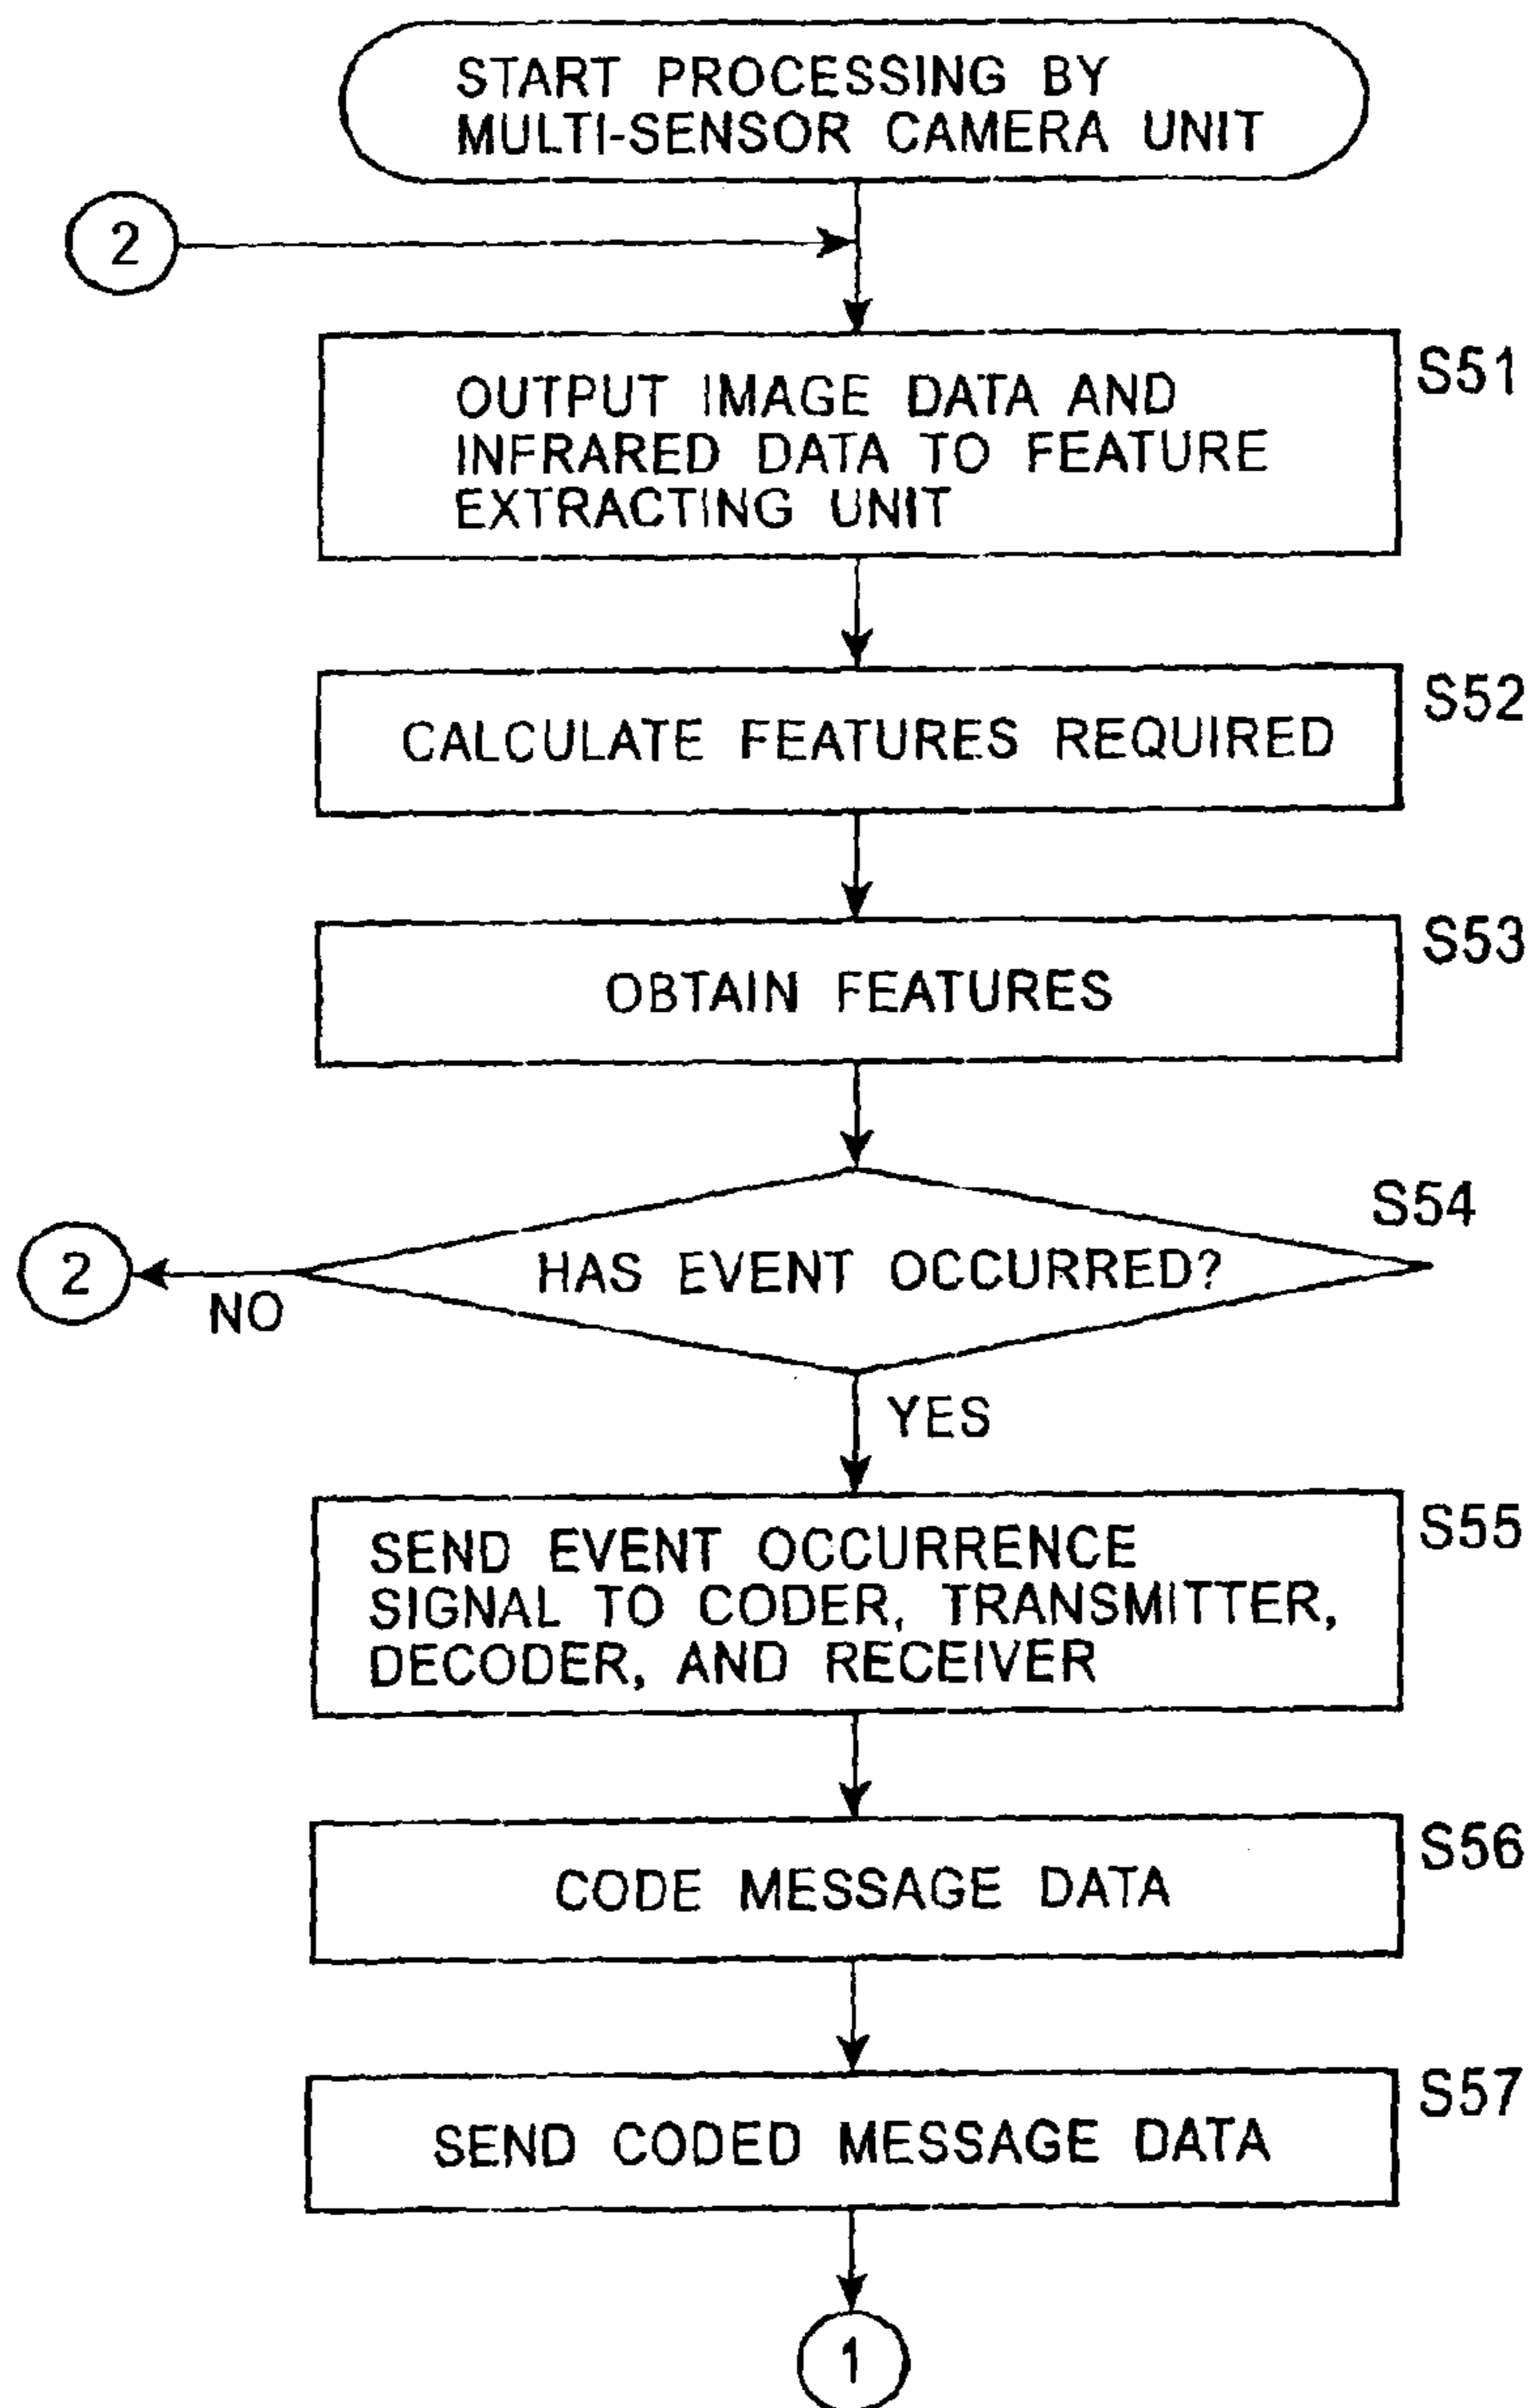 START PROCESSING BY
MULTI-SENSOR CAMERA UNIT
2
OUTPUT IMAGE DATA AND
INFRARED DATA TO FEATURE
EXTRACTING UNIT
S51
CALCULATE FEATURES REQUIRED
S52
OBTAIN FEATURES
S53
HAS EVENT OCCURRED?
S54
2
NO
YES
SEND EVENT OCCURRENCE
SIGNAL TO CODER, TRANSMITTER,
DECODER, AND RECEIVER
S55
CODE MESSAGE DATA
S56
SEND CODED MESSAGE DATA
S57
1